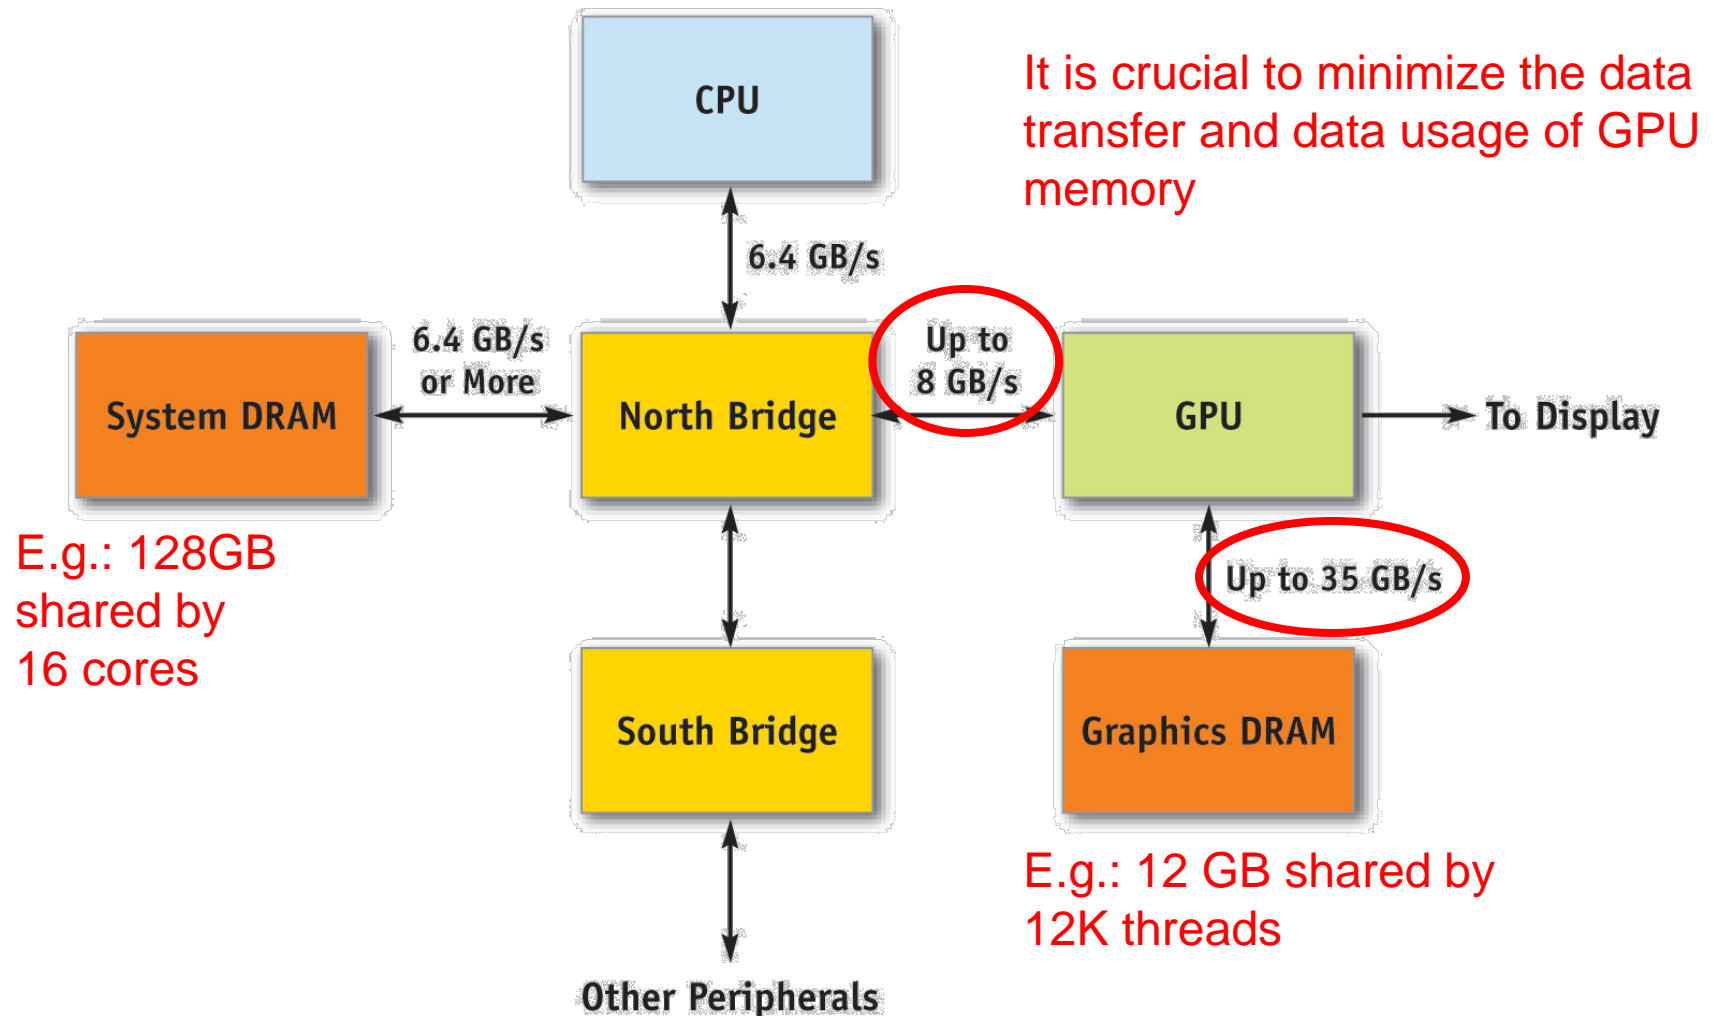 CPU
It is crucial to minimize the data
transfer and data usage of GPU
memory
6.4 GB/s
6.4 GB/s
or More
Up to
8 GB/s
System DRAM
North Bridge
GPU
To Display
E.g.: 128GB
shared by
16 cores
Up to 35 GB/s
South Bridge
Graphics DRAM
E.g.: 12 GB shared by
12K threads
Other Peripherals